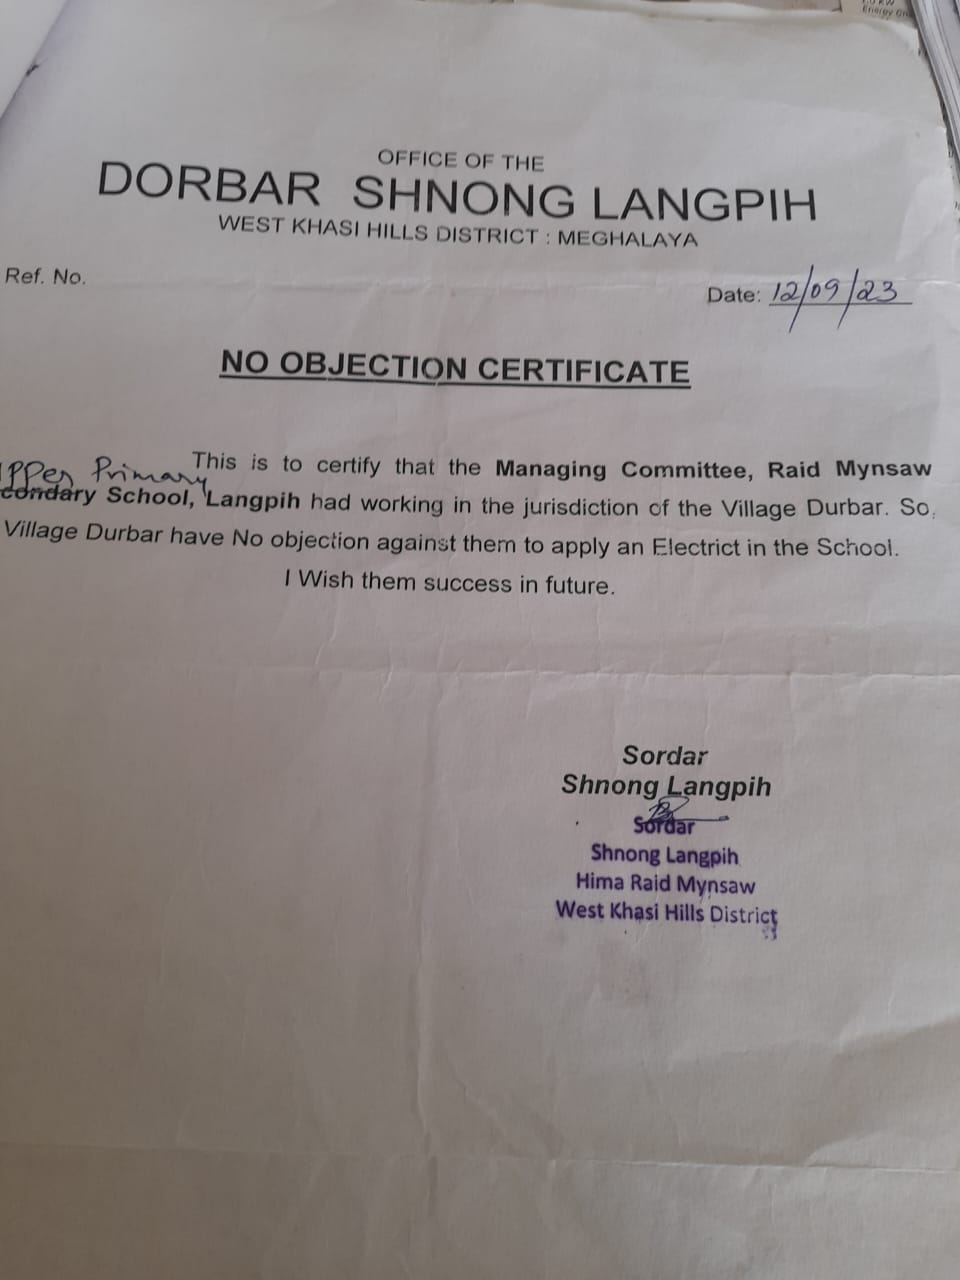 OFFICE OF THE
DORBAR SHNONG LANGPIH
WEST KHASI HILLS DISTRICT : MEGHALAYA
Ref. No.
Date: 12/09/23
NO OBJECTION CERTIFICATE
This is to certify that the Managing Committee, Raid Mynsaw
pper Primary
condary School, Langpih had working in the jurisdiction of the Village Durbar. So,
Village Durbar have No objection against them to apply an Electrict in the School.
I Wish them success in future.
Sordar
Shnong Langpih
Sordar
Shnong Langpih
Hima Raid Mynsaw
West Khasi Hills District